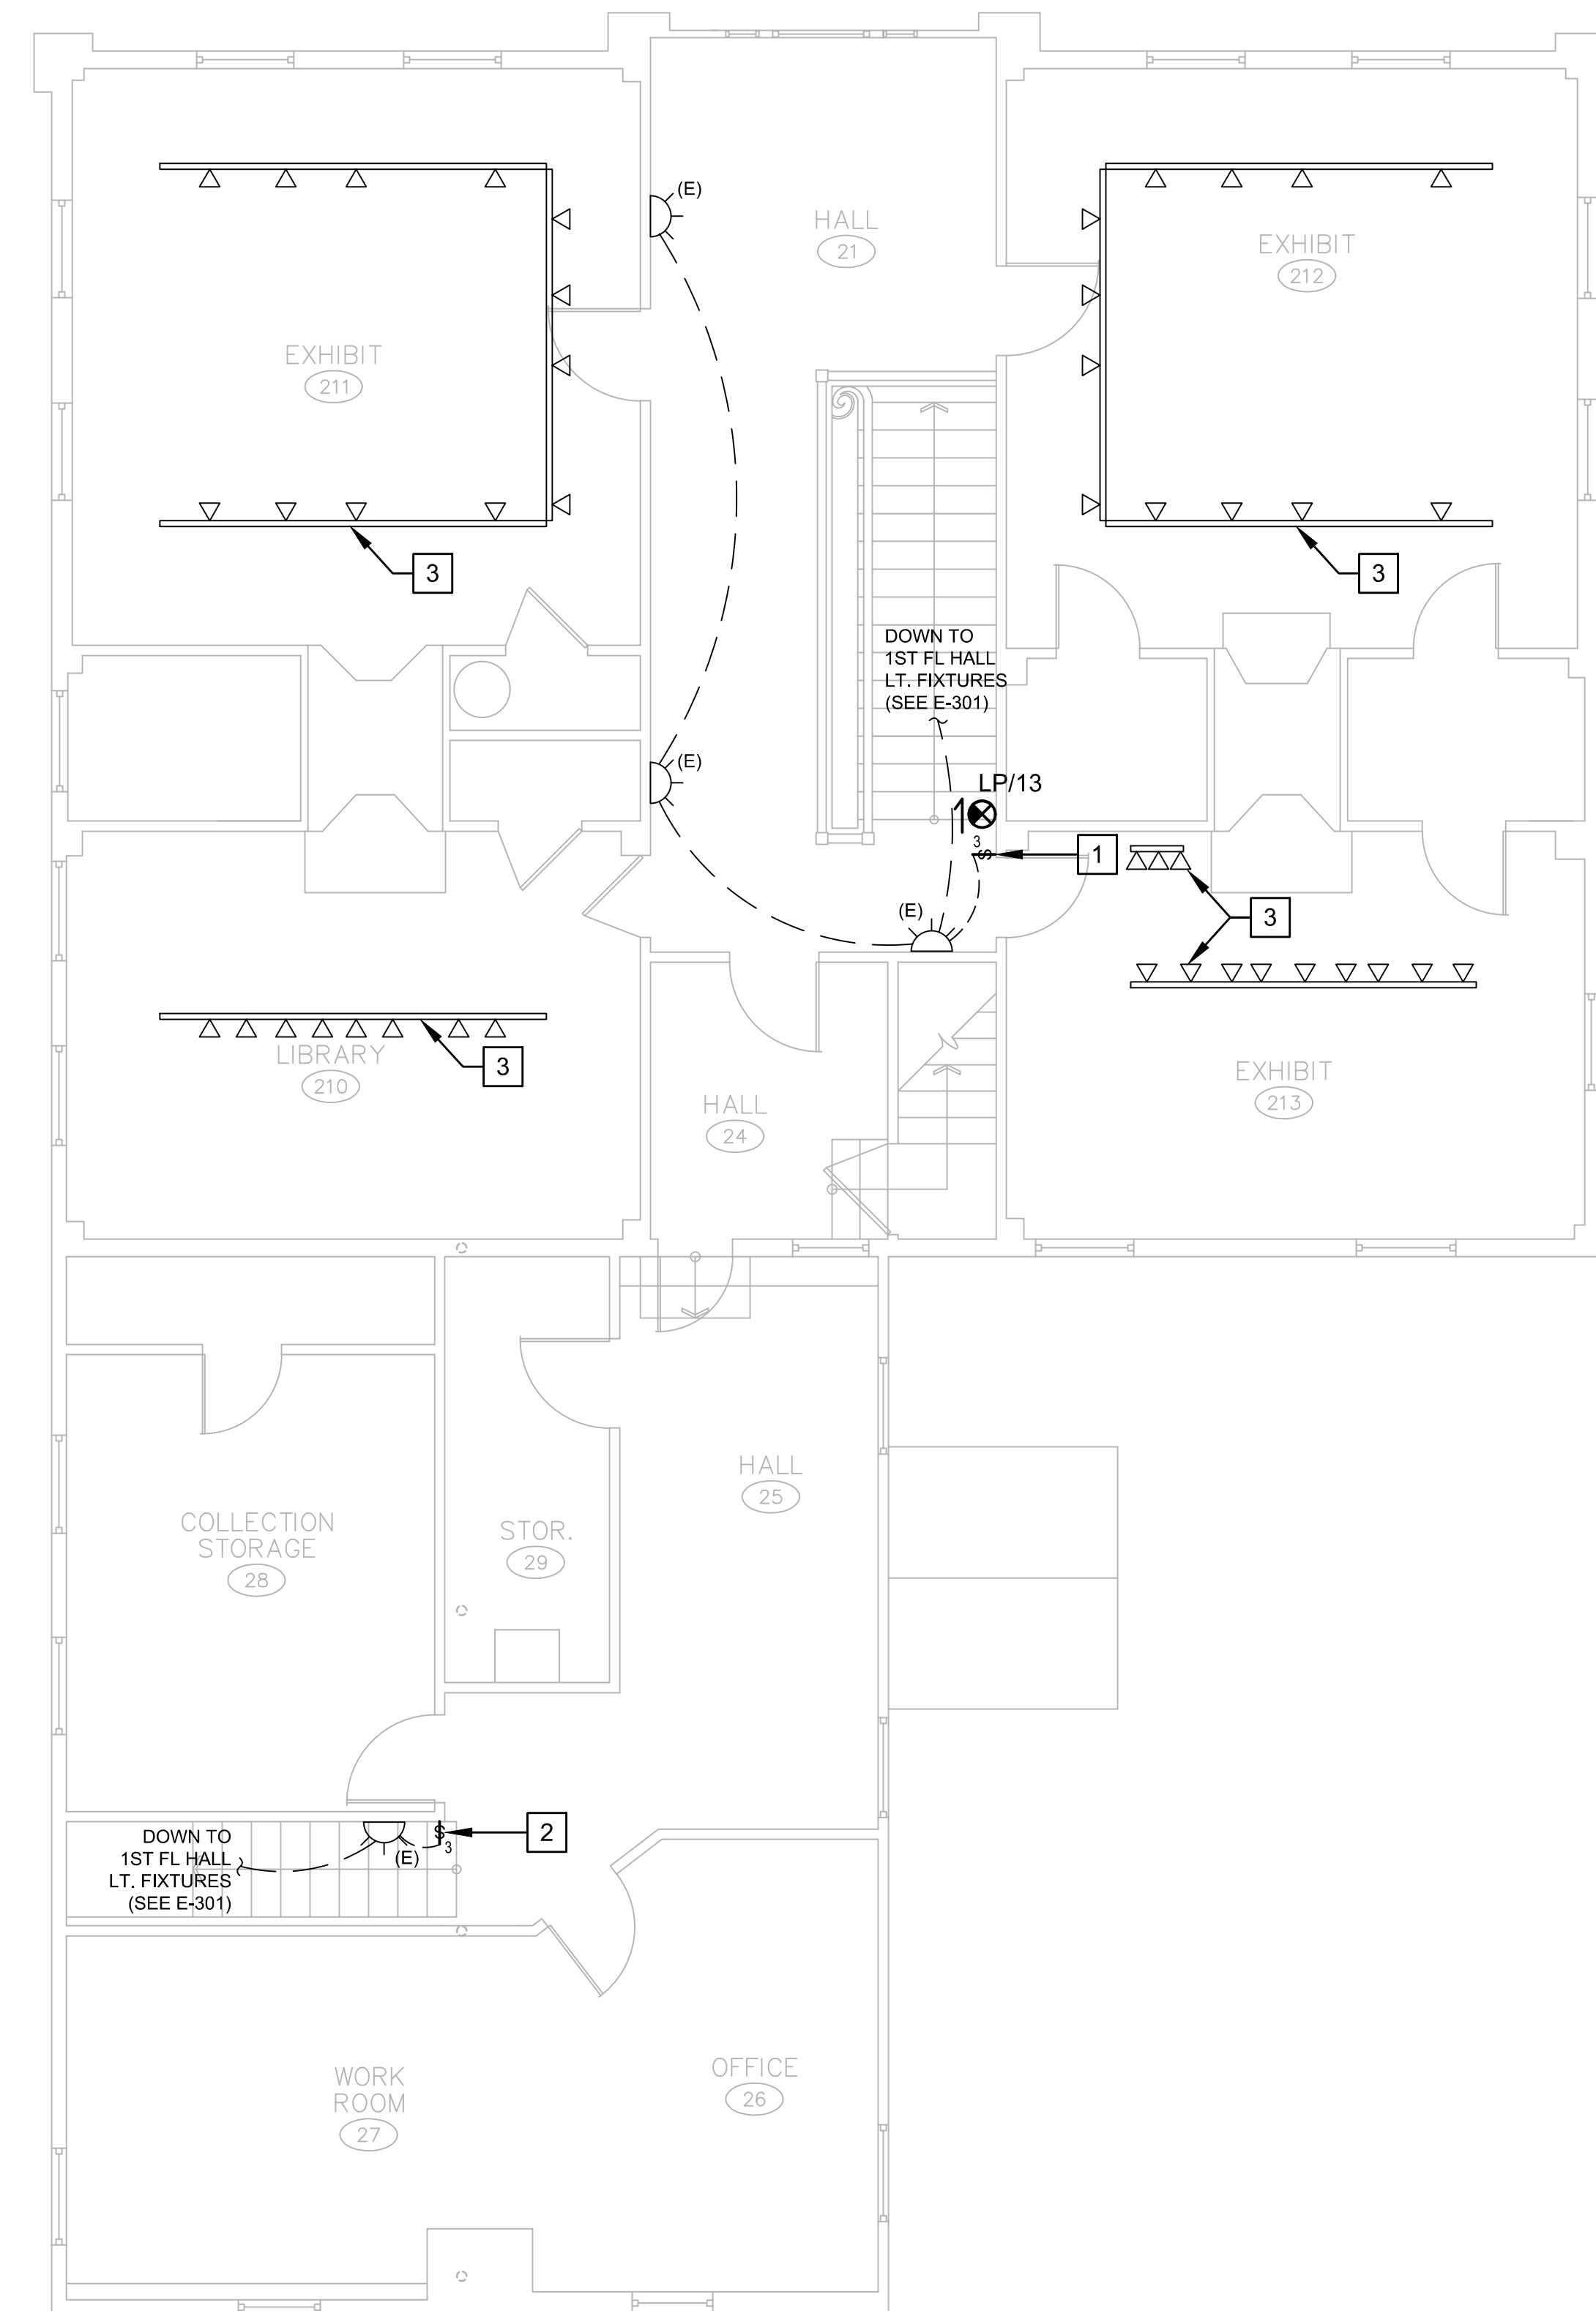 (E)
HALL
21
EXHIBIT
212
EXHIBIT
211
3
3
DOWN TO
1ST FL HALL
LT. FIXTURES
(SEE E-301)
(E)
LP/13
1
3
$
1
(E)
3
3
LIBRARY
210
EXHIBIT
213
HALL
24
HALL
25
COLLECTION
STORAGE
28
STOR.
29
DOWN TO
1ST FL HALL
LT. FIXTURES
(SEE E-301)
(E)
$
3
2
WORK
ROOM
27
OFFICE
26